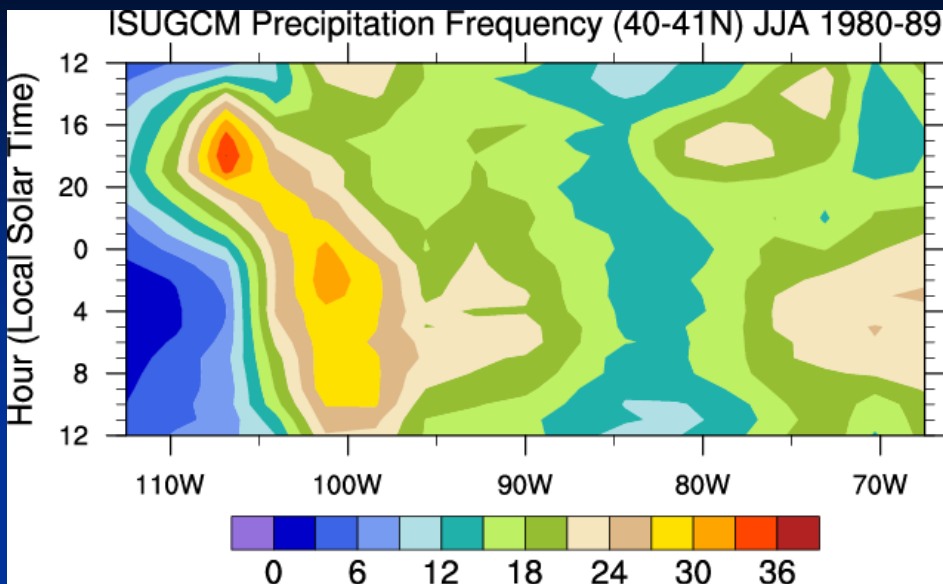 ISUGCM Precipitation Frequency (40-41N) JJA 1980-89
Hour (Local Solar Time)
12
16
20
0
4
8
12
110W 100W 90W 80W 70W
0 6 12 18 24 30 36